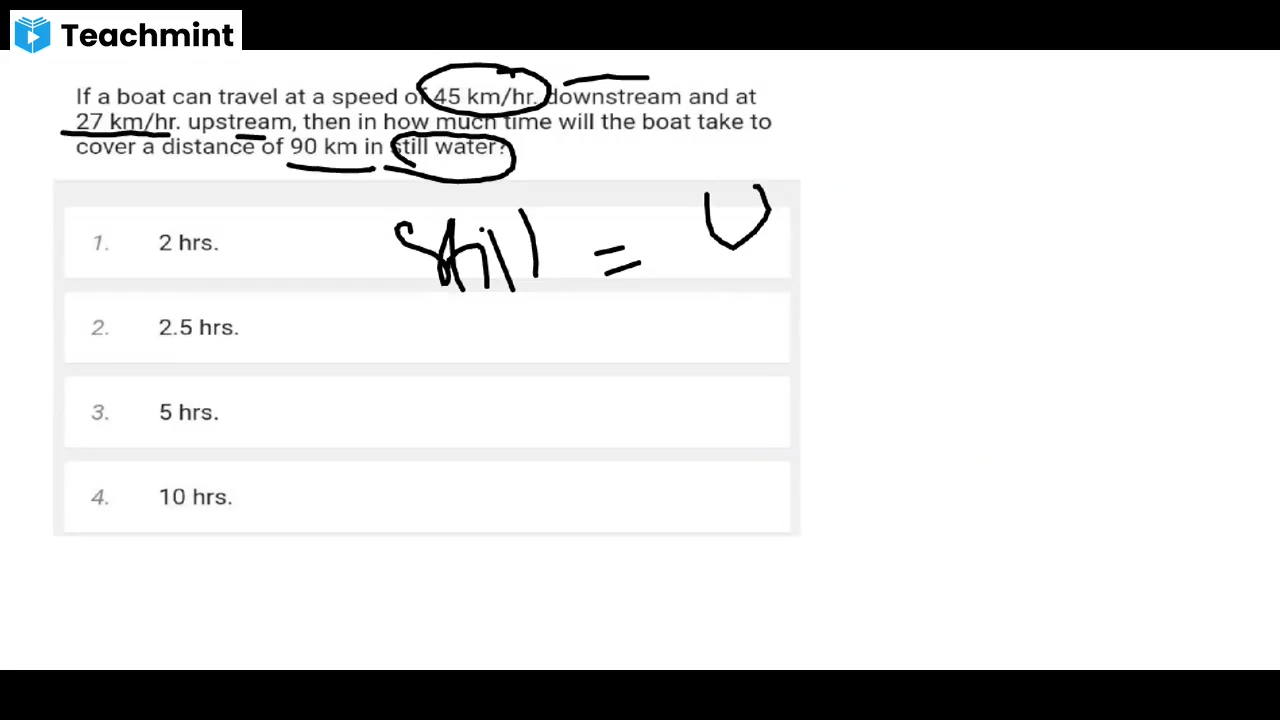 Teachmint
If a boat can travel at a speed of 45 km/hr. downstream and at
27 km/hr. upstream, then in how much time will the boat take to
cover a distance of 90 km in still water?
1. 2 hrs.
still = U
2. 2.5 hrs.
3. 5 hrs.
4. 10 hrs.